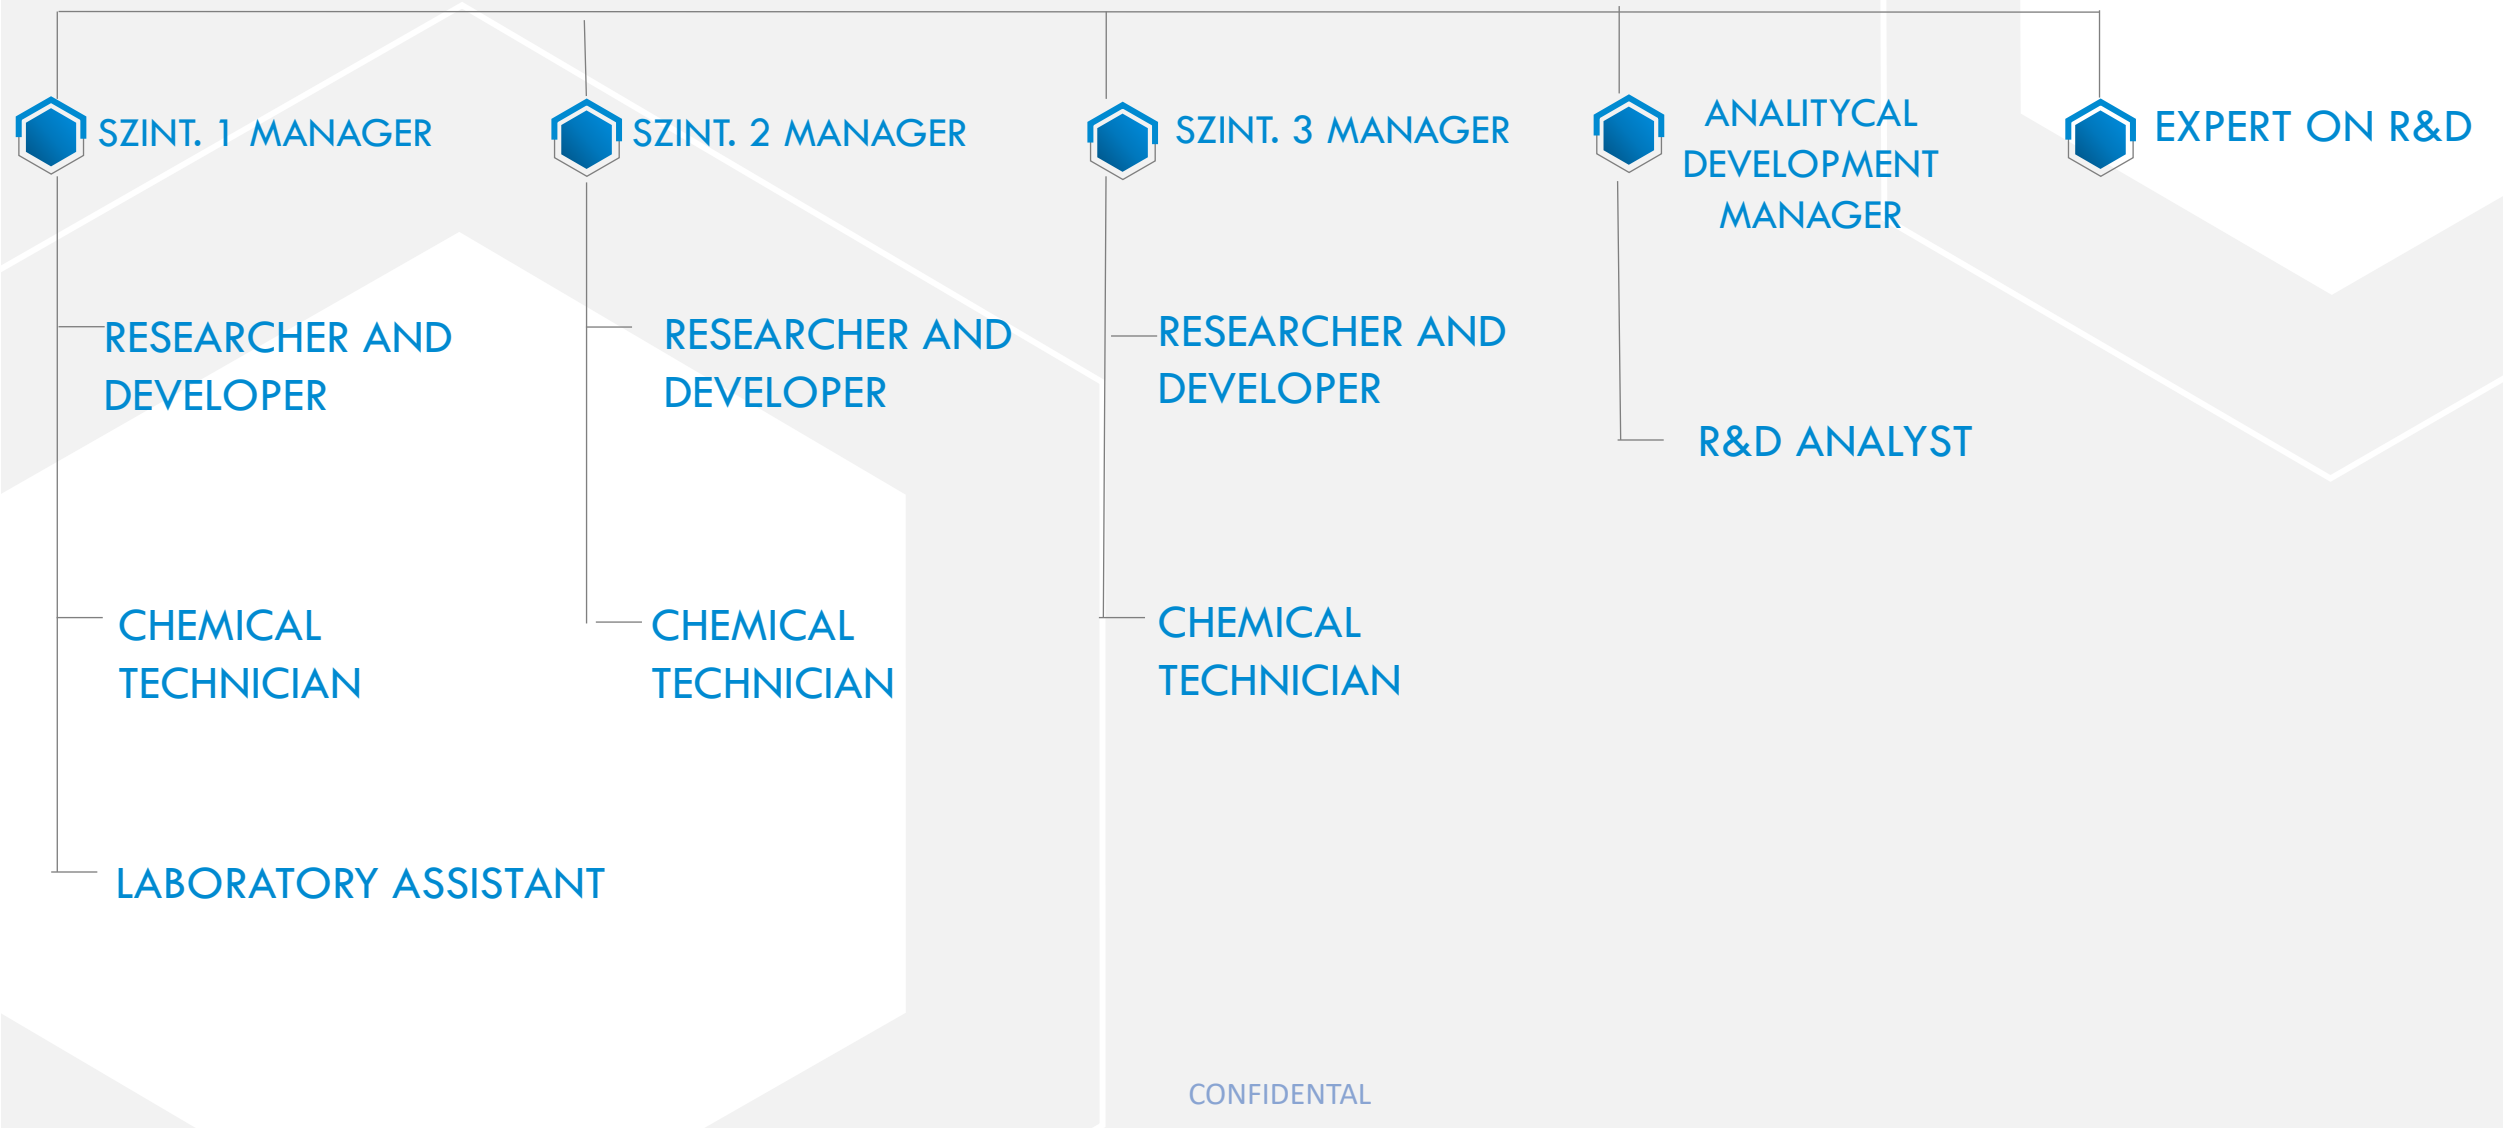 SZINT. 1 MANAGER
SZINT. 2 MANAGER
SZINT. 3 MANAGER
ANALITYCAL
DEVELOPMENT
MANAGER
EXPERT ON R&D
RESEARCHER AND
DEVELOPER
RESEARCHER AND
DEVELOPER
RESEARCHER AND
DEVELOPER
R&D ANALYST
CHEMICAL
TECHNICIAN
CHEMICAL
TECHNICIAN
CHEMICAL
TECHNICIAN
LABORATORY ASSISTANT
CONFIDENTAL